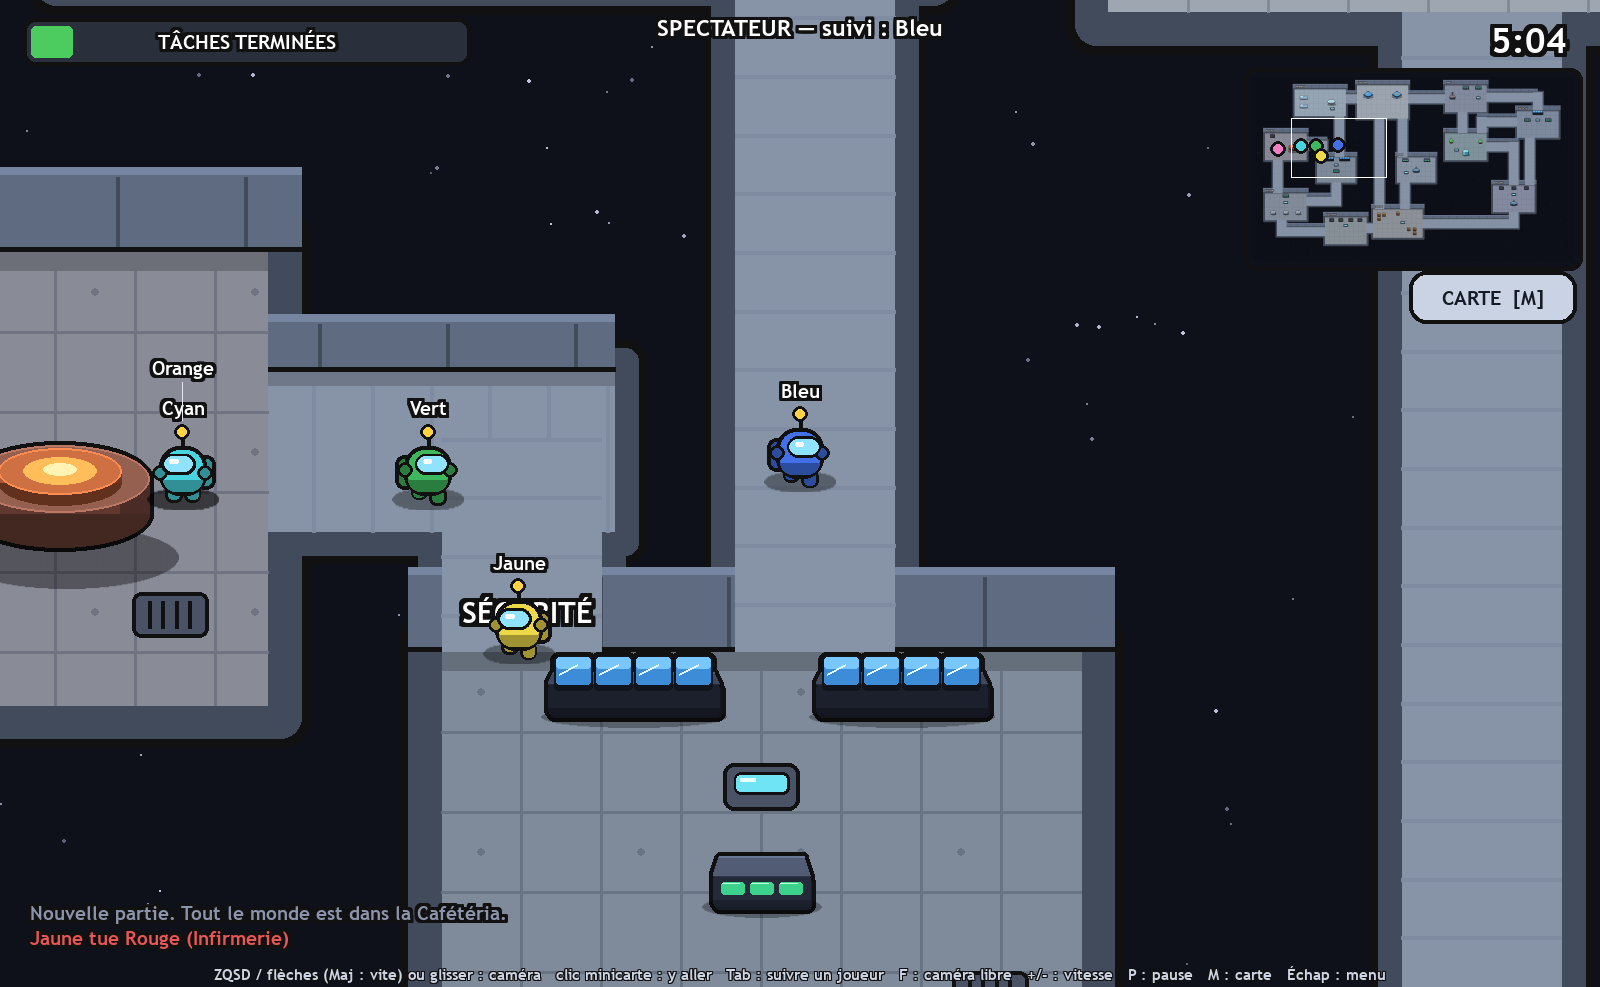 TÂCHES TERMINÉES
SPECTATEUR — suivi : Bleu
5:04
CARTE [M]
Orange
Cyan
Vert
Bleu
Jaune
Nouvelle partie. Tout le monde est dans la Cafétéria.
Jaune tue Rouge (Infirmerie)
ZQSD / flèches (Maj : vite) ou glisser : caméra clic minicarte : y aller Tab : suivre un joueur F : caméra libre +/- : vitesse P : pause M : carte Échap : menu